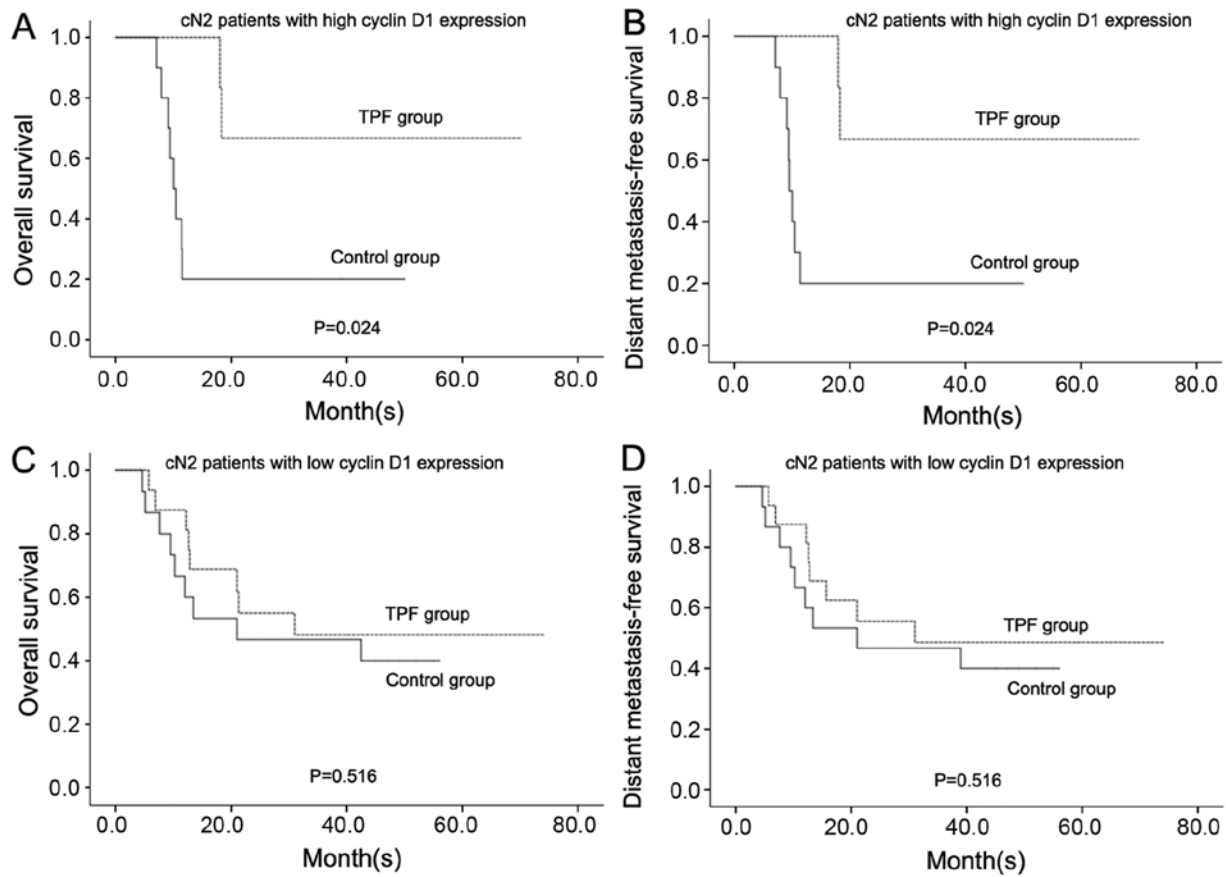 A
cN2 patients with high cyclin D1 expression
Overall survival
1.0
0.8
0.6
0.4
0.2
0.0
TPF group
Control group
P=0.024
0.0 20.0 40.0 60.0 80.0
Month(s)
B
cN2 patients with high cyclin D1 expression
Distant metastasis-free survival
1.0
0.8
0.6
0.4
0.2
0.0
TPF group
Control group
P=0.024
0.0 20.0 40.0 60.0 80.0
Month(s)
C
cN2 patients with low cyclin D1 expression
Overall survival
1.0
0.8
0.6
0.4
0.2
0.0
TPF group
Control group
P=0.516
0.0 20.0 40.0 60.0 80.0
Month(s)
D
cN2 patients with low cyclin D1 expression
Distant metastasis-free survival
1.0
0.8
0.6
0.4
0.2
0.0
TPF group
Control group
P=0.516
0.0 20.0 40.0 60.0 80.0
Month(s)